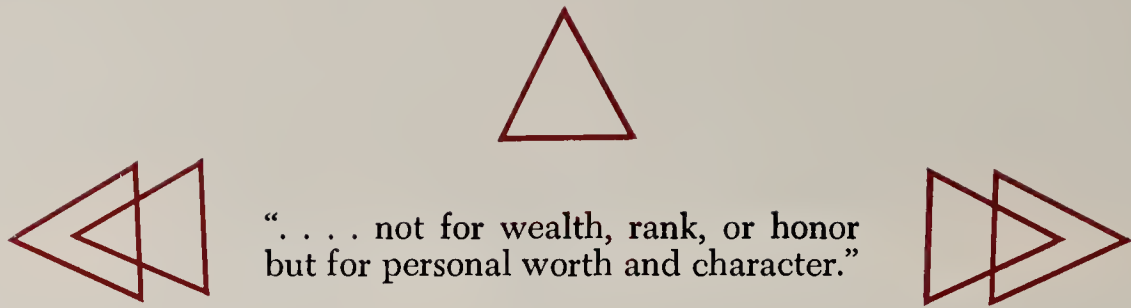 “. . . . not for wealth, rank, or honor
but for personal worth and character.”